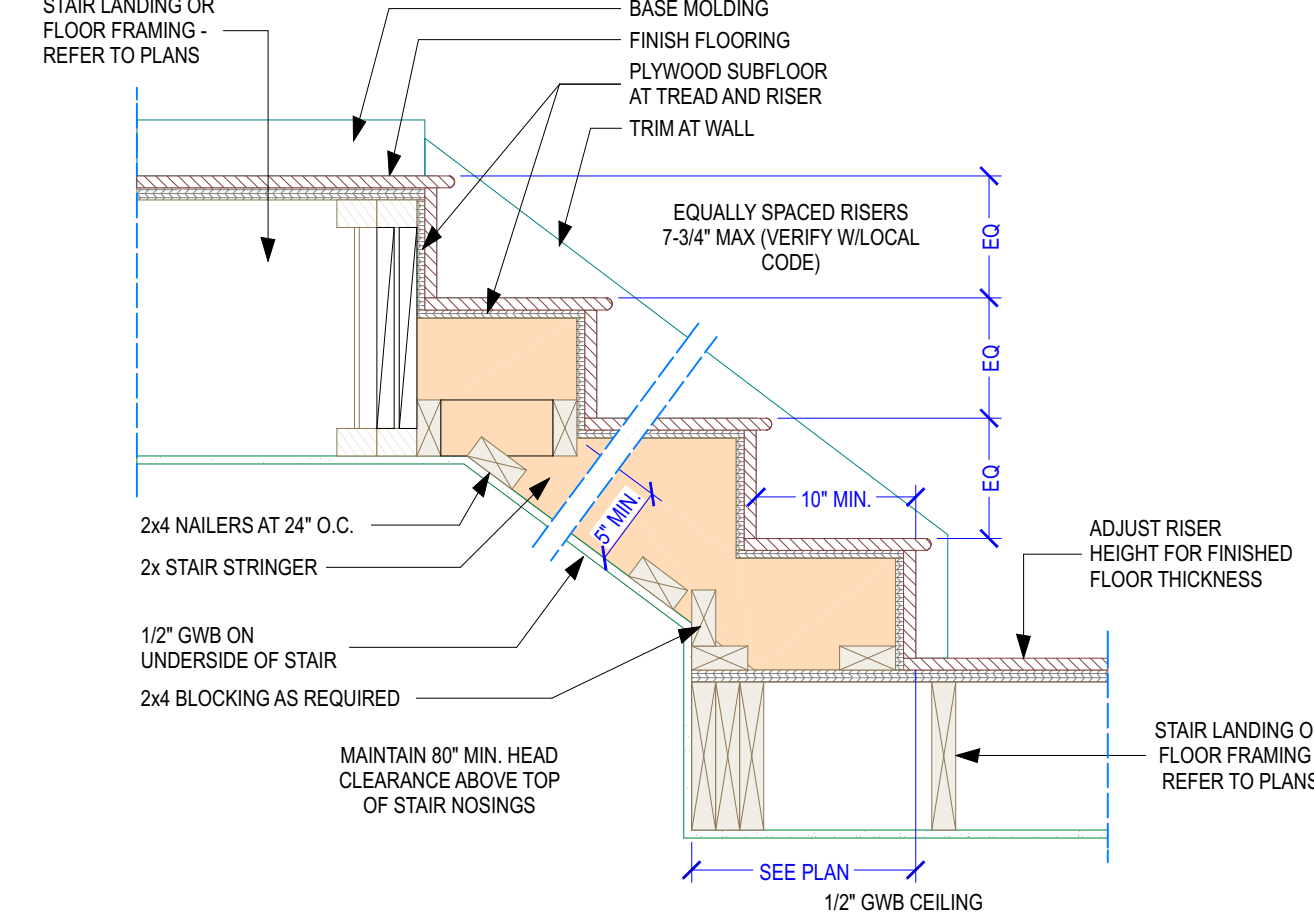 STAIR LANDING OR
FLOOR FRAMING -
REFER TO PLANS
BASE MOLDING
FINISH FLOORING
PLYWOOD SUBFLOOR
AT TREAD AND RISER
TRIM AT WALL
EQUALLY SPACED RISERS
7-3/4" MAX (VERIFY W/LOCAL
CODE)
EQ
EQ
EQ
10" MIN.
5" MIN.
2x4 NAILERS AT 24" O.C.
2x STAIR STRINGER
1/2" GWB ON
UNDERSIDE OF STAIR
2x4 BLOCKING AS REQUIRED
ADJUST RISER
HEIGHT FOR FINISHED
FLOOR THICKNESS
MAINTAIN 80" MIN. HEAD
CLEARANCE ABOVE TOP
OF STAIR NOSINGS
STAIR LANDING O
FLOOR FRAMING
REFER TO PLANS
SEE PLAN
1/2" GWB CEILING